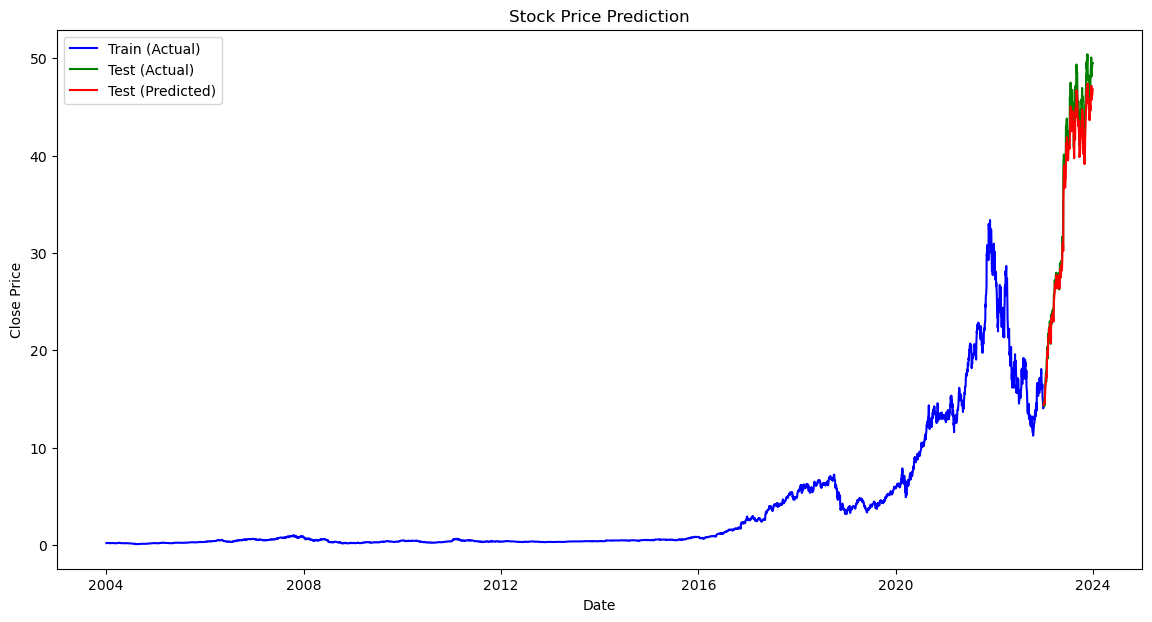 Stock Price Prediction
Train (Actual)
Test (Actual)
Test (Predicted)
Close Price
50
40
30
20
10
0
2004
2008
2012
2016
2020
2024
Date